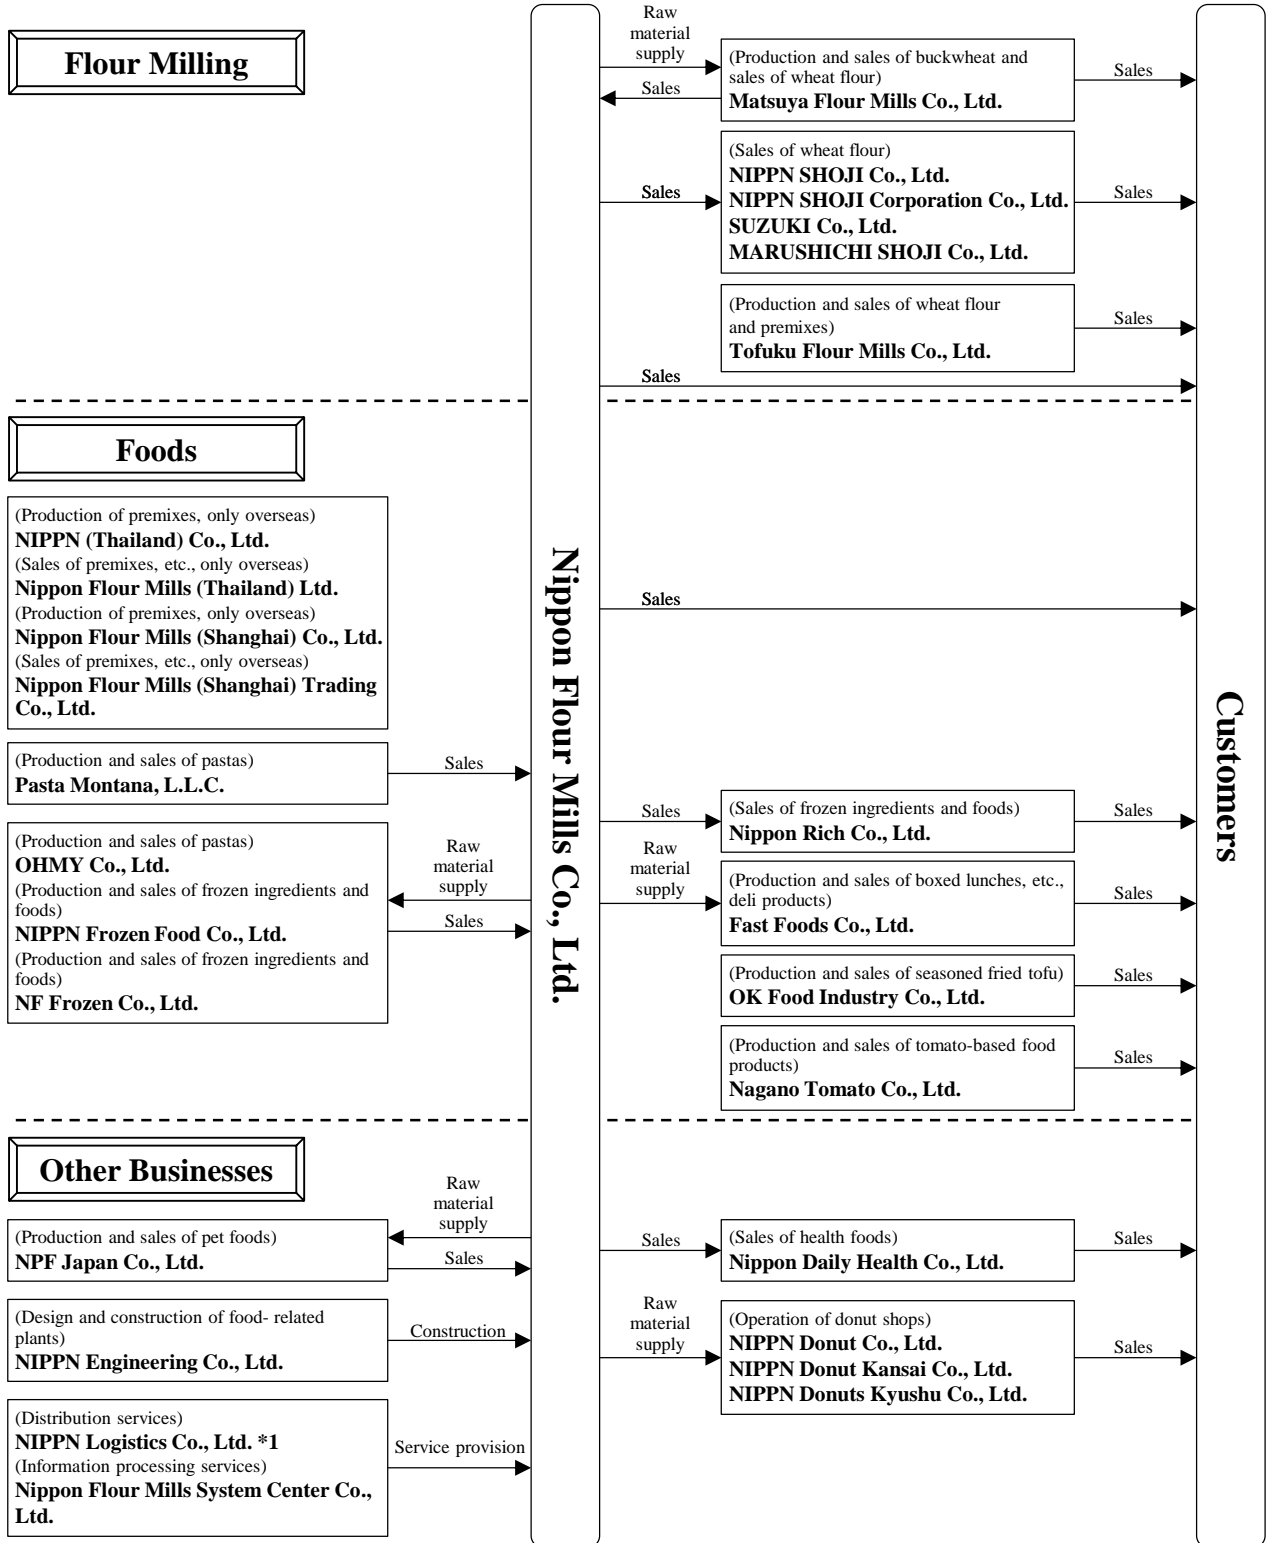 Flour Milling
Raw
material
supply
Sales
(Production and sales of buckwheat and
sales of wheat flour)
Matsuya Flour Mills Co., Ltd.
Sales
Sales
(Sales of wheat flour)
NIPPN SHOJI Co., Ltd.
NIPPN SHOJI Corporation Co., Ltd.
SUZUKI Co., Ltd.
MARUSHICHI SHOJI Co., Ltd.
Sales
(Production and sales of wheat flour
and premixes)
Tofuku Flour Mills Co., Ltd.
Sales
Sales
Foods
(Production of premixes, only overseas)
NIPPN (Thailand) Co., Ltd.
(Sales of premixes, etc., only overseas)
Nippon Flour Mills (Thailand) Ltd.
(Production of premixes, only overseas)
Nippon Flour Mills (Shanghai) Co., Ltd.
(Sales of premixes, etc., only overseas)
Nippon Flour Mills (Shanghai) Trading
Co., Ltd.
Sales
(Production and sales of pastas)
Pasta Montana, L.L.C.
Sales
(Production and sales of pastas)
OHMY Co., Ltd.
(Production and sales of frozen ingredients and
foods)
NIPPN Frozen Food Co., Ltd.
(Production and sales of frozen ingredients and
foods)
NF Frozen Co., Ltd.
Raw
material
supply
Sales
Nippon Flour Mills Co., Ltd.
Sales
(Sales of frozen ingredients and foods)
Nippon Rich Co., Ltd.
Sales
Raw
material
supply
(Production and sales of boxed lunches, etc.,
deli products)
Fast Foods Co., Ltd.
Sales
(Production and sales of seasoned fried tofu)
OK Food Industry Co., Ltd.
Sales
(Production and sales of tomato-based food
products)
Nagano Tomato Co., Ltd.
Sales
Customers
Other Businesses
(Production and sales of pet foods)
NPF Japan Co., Ltd.
Raw
material
supply
Sales
(Design and construction of food- related
plants)
NIPPN Engineering Co., Ltd.
Construction
(Distribution services)
NIPPN Logistics Co., Ltd. *1
(Information processing services)
Nippon Flour Mills System Center Co.,
Ltd.
Service provision
Sales
(Sales of health foods)
Nippon Daily Health Co., Ltd.
Sales
Raw
material
supply
(Operation of donut shops)
NIPPN Donut Co., Ltd.
NIPPN Donut Kansai Co., Ltd.
NIPPN Donuts Kyushu Co., Ltd.
Sales